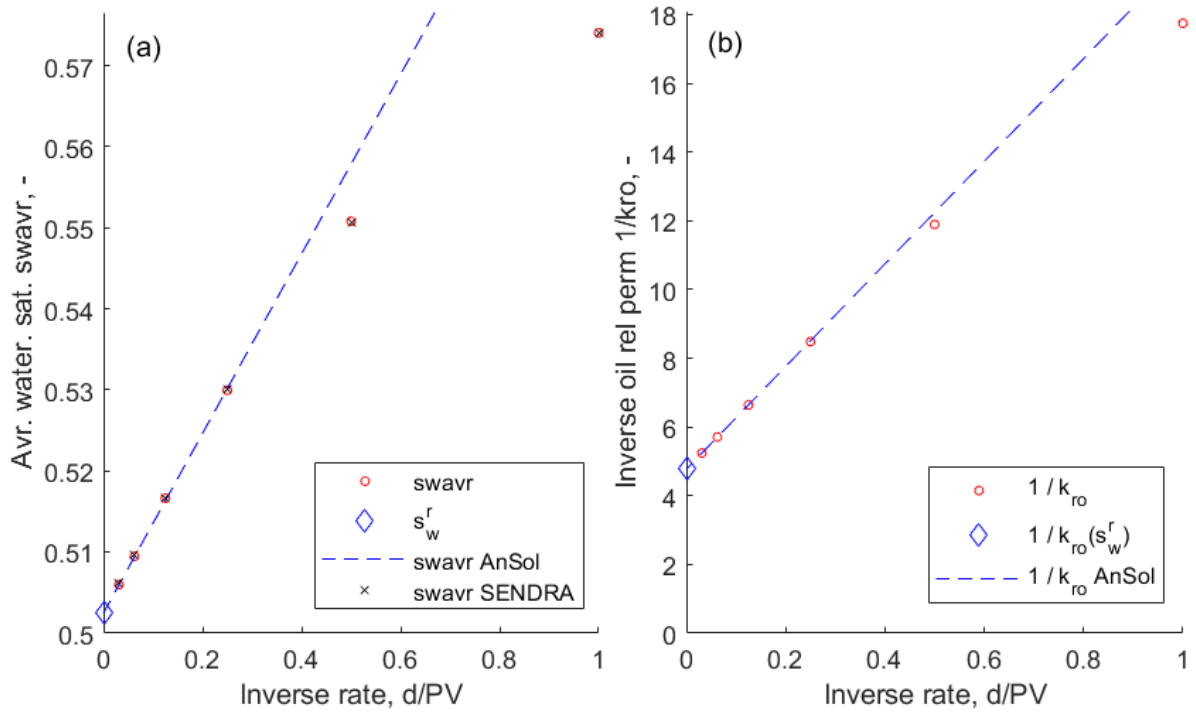 (a)
Avr. water. sat. swavr, -
0.57
0.56
0.55
0.54
0.53
0.52
0.51
0.5
0 0.2 0.4 0.6 0.8 1
Inverse rate, d/PV
swavr
s_w^r
swavr AnSol
swavr SENDRA
(b)
Inverse oil rel perm 1/kro, -
18
16
14
12
10
8
6
4
2
0
0 0.2 0.4 0.6 0.8 1
Inverse rate, d/PV
1 / k_ro
1 / k_ro(s_w^r)
1 / k_ro AnSol